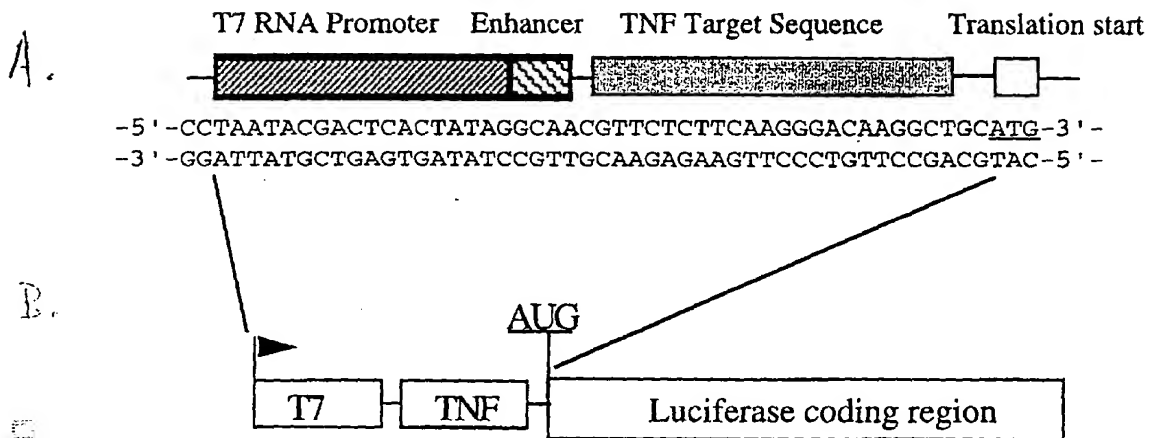 A.
T7 RNA Promoter Enhancer TNF Target Sequence Translation start
-5'-CCTAATACGACTCACTATAGGCAACGTTCTCTTCAAGGGACAAGGCTGCATG-3'-
-3'-GGATTATGCTGAGTGATATCCGTTGCAAGAGAAGTTCCCTGTTCCGACGTAC-5'-
B.
AUG
T7 TNF Luciferase coding region